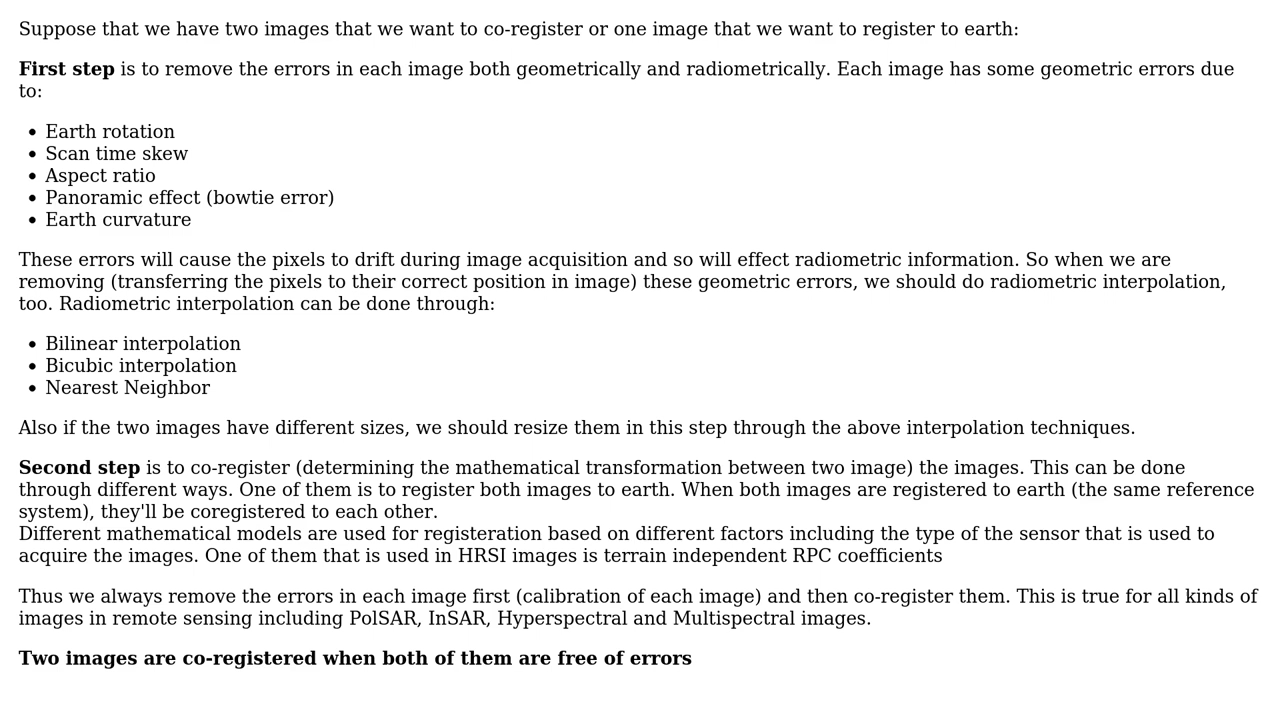 Suppose that we have two images that we want to co-register or one image that we want to register to earth:
First step is to remove the errors in each image both geometrically and radiometrically. Each image has some geometric errors due
to:
• Earth rotation
• Scan time skew
• Aspect ratio
• Panoramic effect (bowtie error)
• Earth curvature
These errors will cause the pixels to drift during image acquisition and so will effect radiometric information. So when we are
removing (transferring the pixels to their correct position in image) these geometric errors, we should do radiometric interpolation,
too. Radiometric interpolation can be done through:
• Bilinear interpolation
• Bicubic interpolation
• Nearest Neighbor
Also if the two images have different sizes, we should resize them in this step through the above interpolation techniques.
Second step is to co-register (determining the mathematical transformation between two image) the images. This can be done
through different ways. One of them is to register both images to earth. When both images are registered to earth (the same reference
system), they'll be coregistered to each other.
Different mathematical models are used for registeration based on different factors including the type of the sensor that is used to
acquire the images. One of them that is used in HRSI images is terrain independent RPC coefficients
Thus we always remove the errors in each image first (calibration of each image) and then co-register them. This is true for all kinds of
images in remote sensing including PolSAR, InSAR, Hyperspectral and Multispectral images.
Two images are co-registered when both of them are free of errors